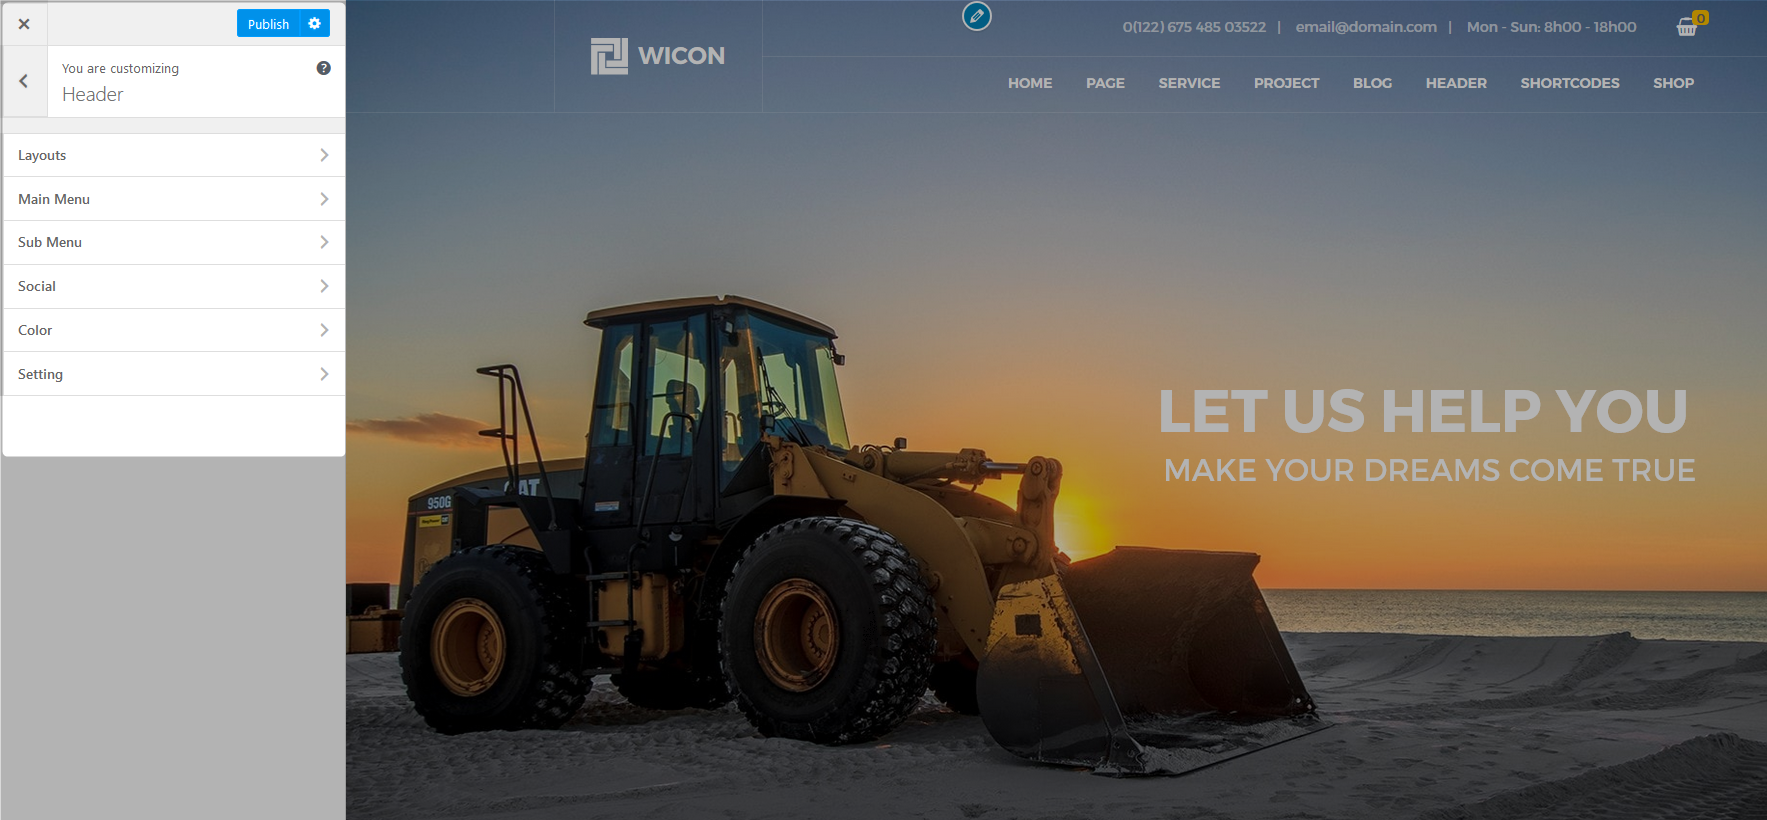 Publish
You are customizing
Header
Layouts
Main Menu
Sub Menu
Social
Color
Setting
WICON
0(122) 675 485 03522 | email@domain.com | Mon - Sun: 8h00 - 18h00
0
HOME PAGE SERVICE PROJECT BLOG HEADER SHORTCODES SHOP
LET US HELP YOU
MAKE YOUR DREAMS COME TRUE
950G
CAT